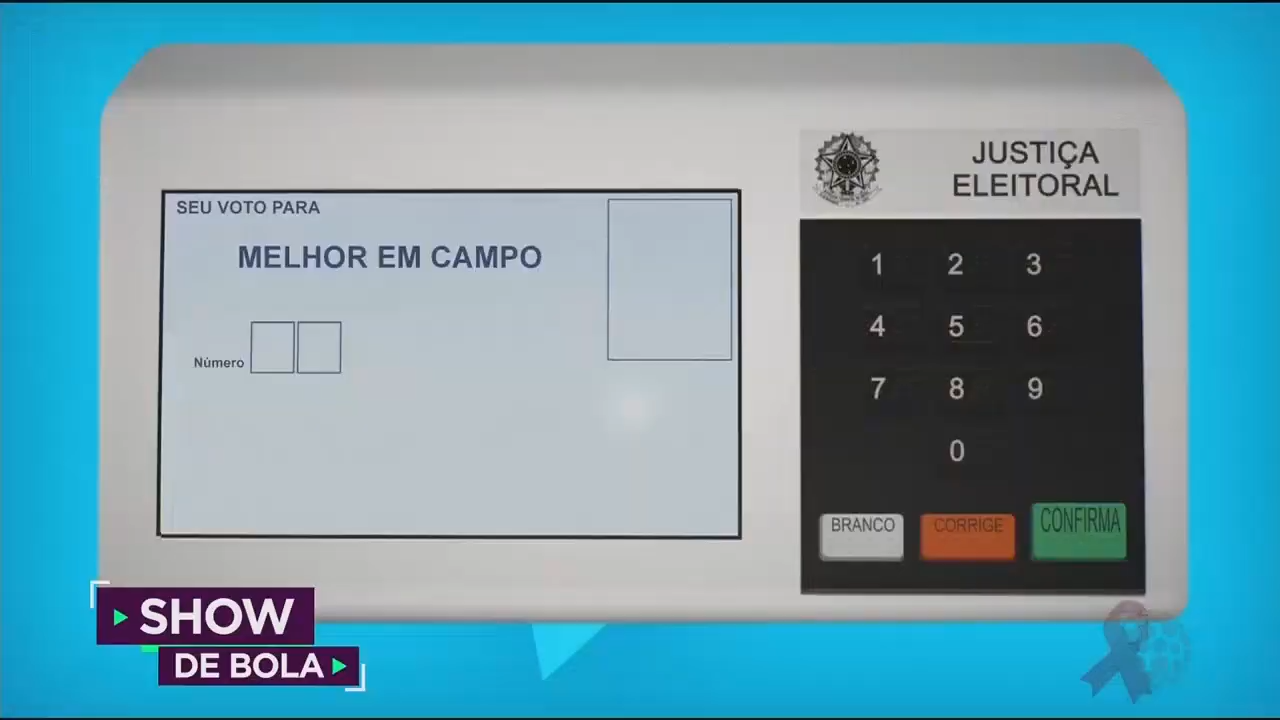 JUSTIÇA
ELEITORAL
SEU VOTO PARA
MELHOR EM CAMPO
Número
1 2 3
4 5 6
7 8 9
0
BRANCO CORRIGE CONFIRMA
SHOW
DE BOLA